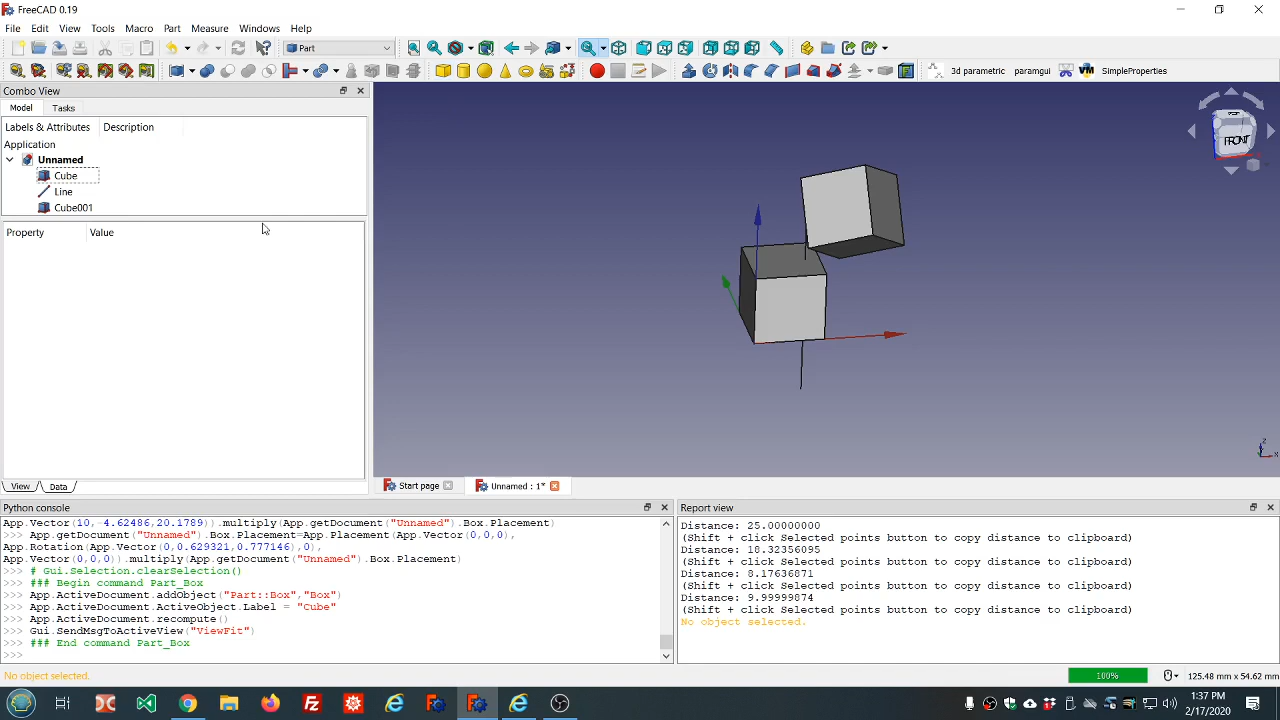 FreeCAD 0.19
File Edit View Tools Macro Part Measure Windows Help
Part
3d parametric paramgui VM SimpleProperties
Combo View
Model Tasks
Labels & Attributes Description
Application
Unnamed
Cube
Line
Cube001
Property Value
View Data
FRONT
Start page Unnamed : 1*
Python console
App.Vector(10,-4.62486,20.1789)).multiply(App.getDocument("Unnamed").Box.Placement)
>>> App.getDocument("Unnamed").Box.Placement=App.Placement(App.Vector(0,0,0),
App.Rotation(App.Vector(0,0.629321,0.777146),0),
App.Vector(0,0,0)).multiply(App.getDocument("Unnamed").Box.Placement)
>>> # Gui.Selection.clearSelection()
>>> ### Begin command Part_Box
>>> App.ActiveDocument.addObject("Part::Box","Box")
>>> App.ActiveDocument.ActiveObject.Label = "Cube"
>>> App.ActiveDocument.recompute()
>>> Gui.SendMsgToActiveView("ViewFit")
>>> ### End command Part_Box
>>>
Report view
Distance: 25.00000000
(Shift + click Selected points button to copy distance to clipboard)
Distance: 18.32356095
(Shift + click Selected points button to copy distance to clipboard)
Distance: 8.17636871
(Shift + click Selected points button to copy distance to clipboard)
Distance: 9.99999874
(Shift + click Selected points button to copy distance to clipboard)
No object selected.
No object selected.
100%
125.48 mm x 54.62 mm
1:37 PM
2/17/2020